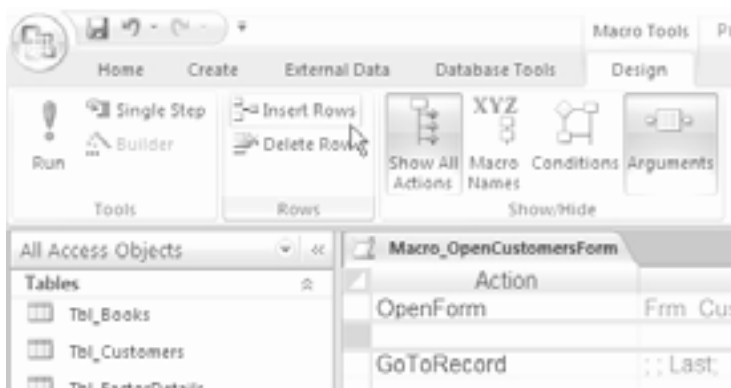 Macro Tools
Home Create External Data Database Tools Design
Single Step Insert Rows XYZ
Builder Delete Rows
Run Show All Actions Macro Names Conditions Arguments
Tools Rows Show/Hide
All Access Objects Macro_OpenCustomersForm
Tables Action
Tbl_Books OpenForm Frm_Cus
Tbl_Customers GoToRecord ; ; Last;